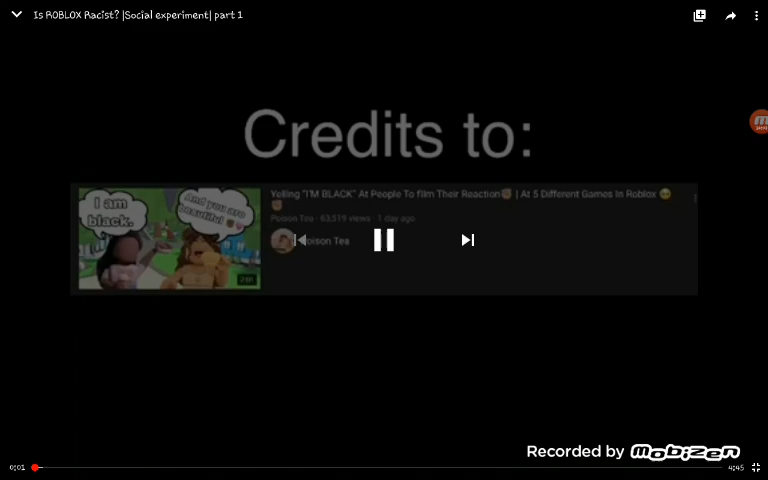 Is ROBLOX Racist? |Social experiment| part 1
Credits to:
I am
black.
And you are
beautiful!
Yelling "I'M BLACK" At People To film Their Reaction✊🏽 | At 5 Different Games In Roblox 🥺
✊🏽
Poison Tea · 63,519 views · 1 day ago
oison Tea
Recorded by mobizen
0:01
4:45